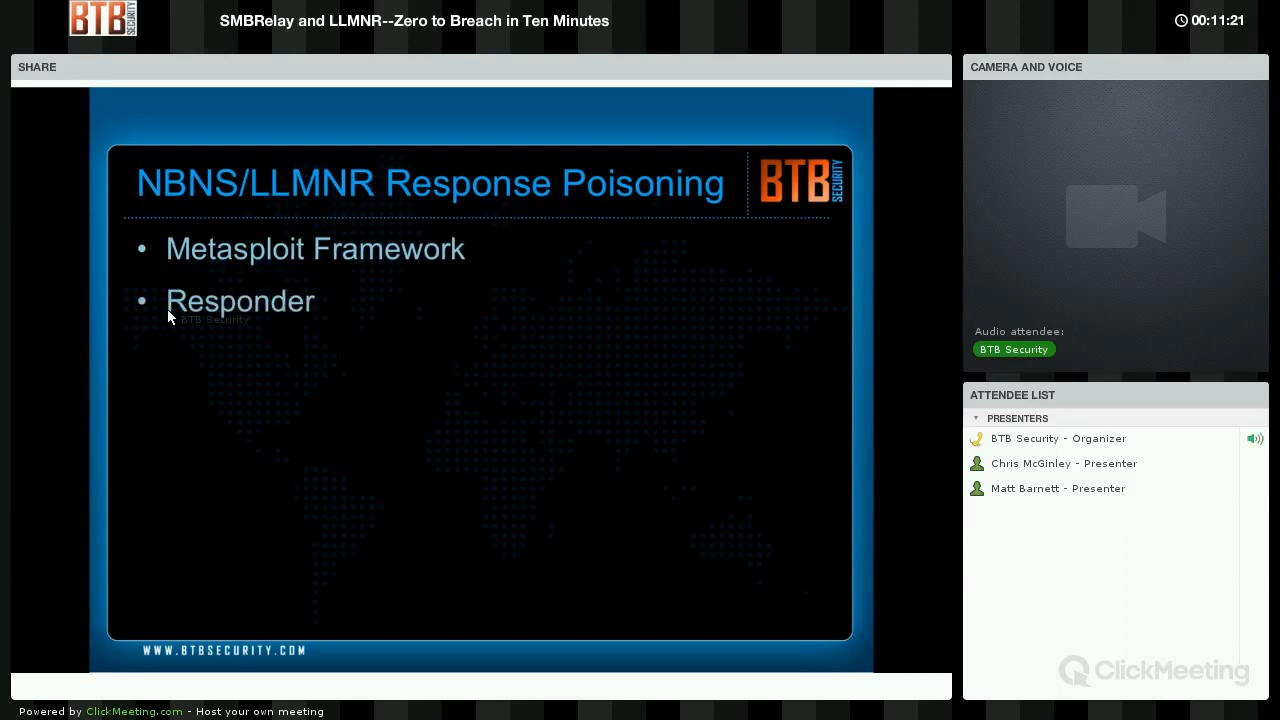 BTB SECURITY
SMBRelay and LLMNR--Zero to Breach in Ten Minutes
00:11:21
SHARE
NBNS/LLMNR Response Poisoning
BTB SECURITY
• Metasploit Framework
• Responder
BTB Security
WWW.BTBSECURITY.COM
CAMERA AND VOICE
Audio attendee:
BTB Security
ATTENDEE LIST
PRESENTERS
BTB Security - Organizer
Chris McGinley - Presenter
Matt Barnett - Presenter
ClickMeeting
Powered by ClickMeeting.com - Host your own meeting